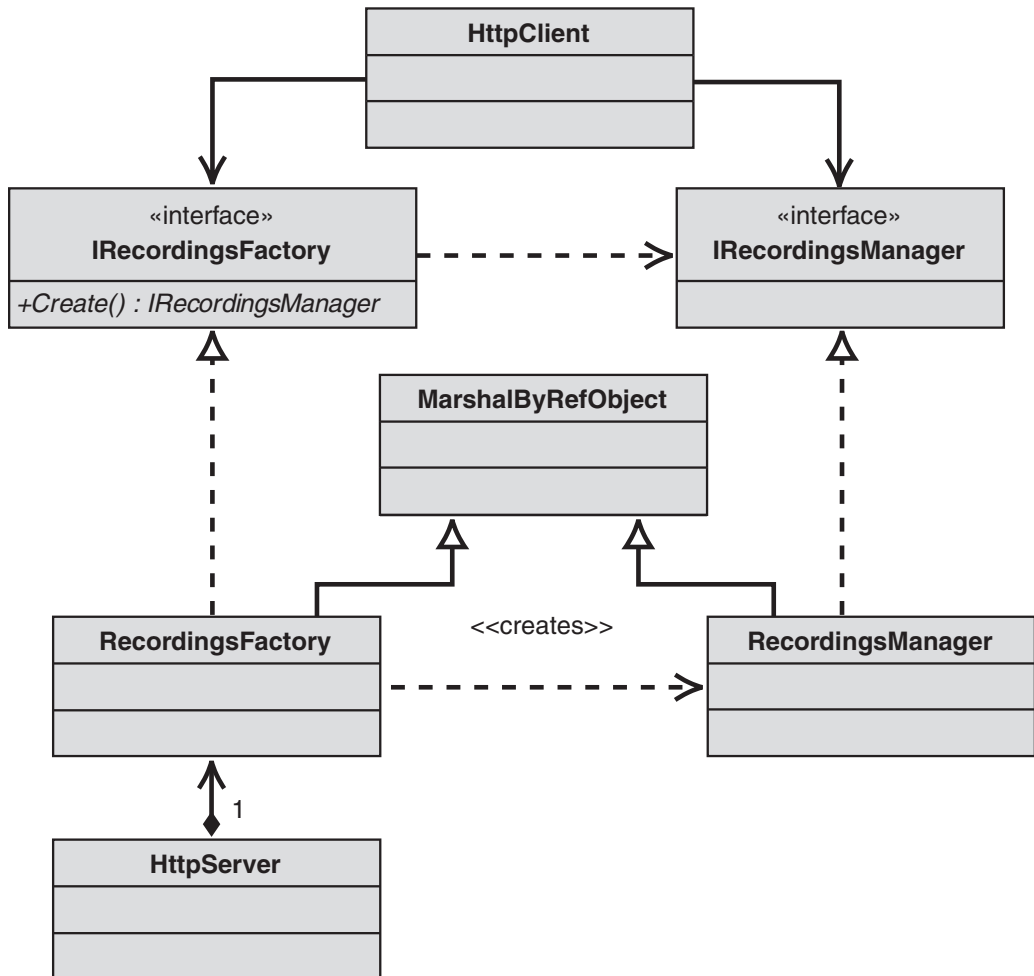 HttpClient
«interface»
IRecordingsFactory
+Create() : IRecordingsManager
«interface»
IRecordingsManager
MarshalByRefObject
RecordingsFactory
<<creates>>
RecordingsManager
1
HttpServer